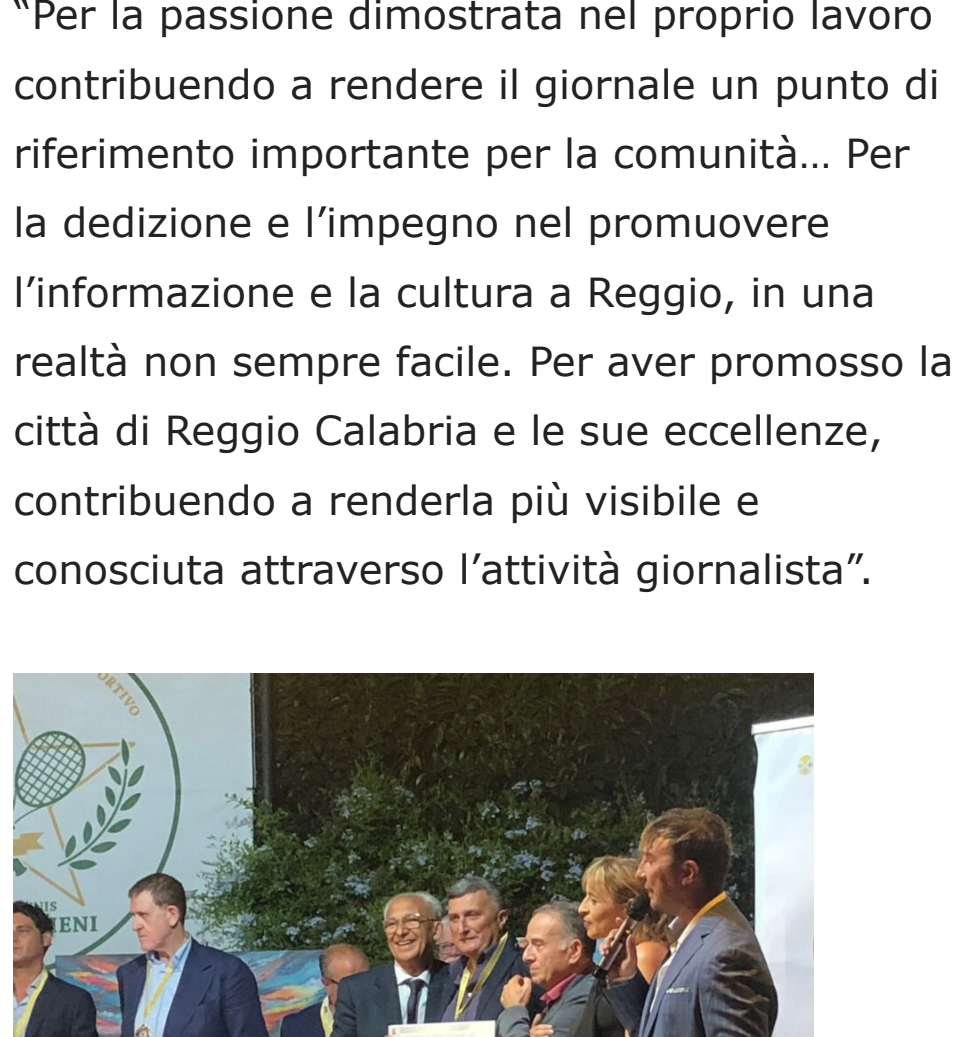 “Per la passione dimostrata nel proprio lavoro
contribuendo a rendere il giornale un punto di
riferimento importante per la comunità… Per
la dedizione e l’impegno nel promuovere
l’informazione e la cultura a Reggio, in una
realtà non sempre facile. Per aver promosso la
città di Reggio Calabria e le sue eccellenze,
contribuendo a renderla più visibile e
conosciuta attraverso l’attività giornalista”.